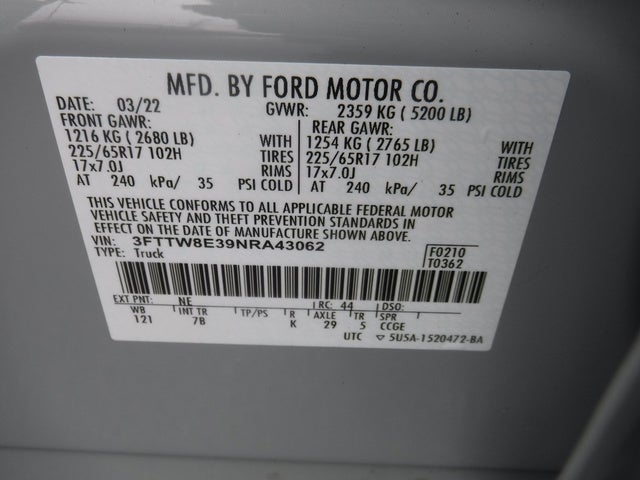 MFD. BY FORD MOTOR CO.
DATE: 03/22 GVWR: 2359 KG ( 5200 LB)
FRONT GAWR: REAR GAWR:
1216 KG ( 2680 LB) WITH 1254 KG ( 2765 LB) WITH
225/65R17 102H TIRES 225/65R17 102H TIRES
17x7.0J RIMS 17x7.0J RIMS
AT 240 kPa/ 35 PSI COLD AT 240 kPa/ 35 PSI COLD
THIS VEHICLE CONFORMS TO ALL APPLICABLE FEDERAL MOTOR
VEHICLE SAFETY AND THEFT PREVENTION STANDARDS IN
EFFECT ON THE DATE OF MANUFACTURE SHOWN ABOVE.
VIN: 3FTTW8E39NRA43062 F0210
TYPE: Truck T0362
EXT PNT: NE RC: 44 DSO:
WB INT TR TP/PS R AXLE TR SPR
121 7B K 29 5 CCGE
UTC ▽ 5U5A-1520472-BA